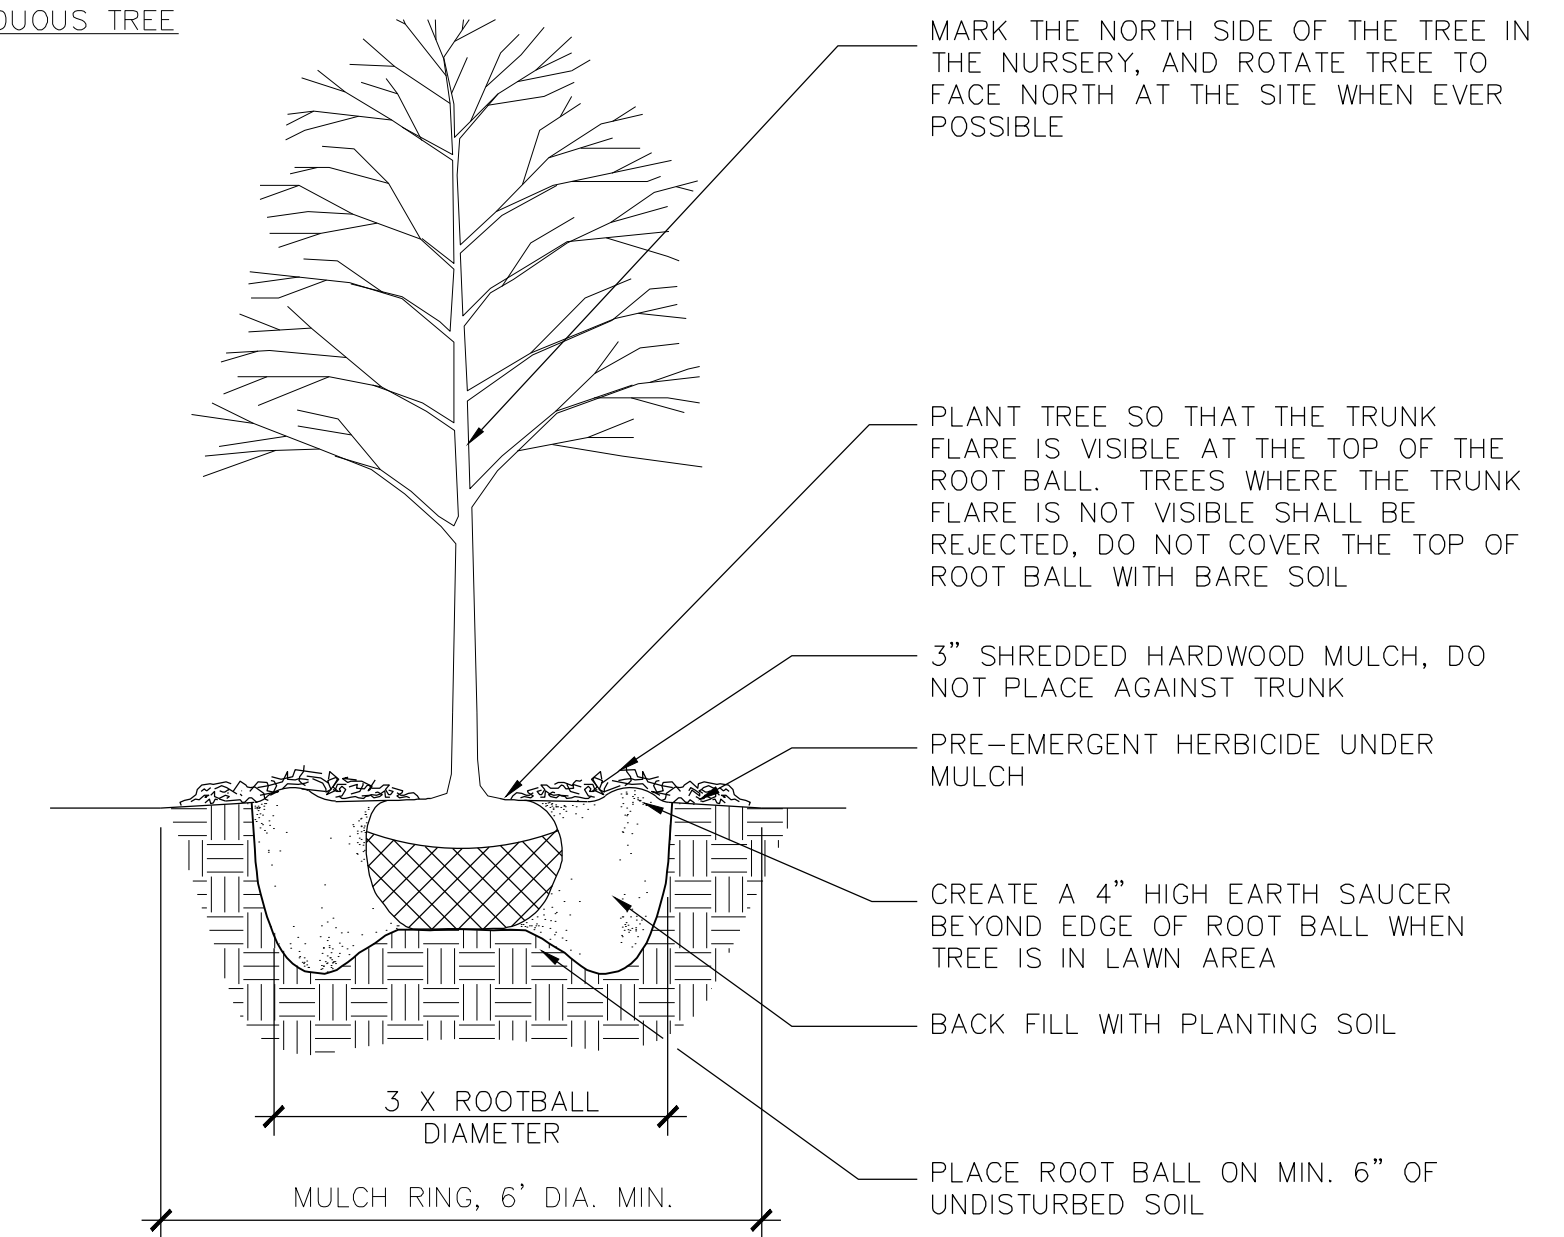 DUOUS TREE
MARK THE NORTH SIDE OF THE TREE IN
THE NURSERY, AND ROTATE TREE TO
FACE NORTH AT THE SITE WHEN EVER
POSSIBLE
PLANT TREE SO THAT THE TRUNK
FLARE IS VISIBLE AT THE TOP OF THE
ROOT BALL. TREES WHERE THE TRUNK
FLARE IS NOT VISIBLE SHALL BE
REJECTED, DO NOT COVER THE TOP OF
ROOT BALL WITH BARE SOIL
3" SHREDDED HARDWOOD MULCH, DO
NOT PLACE AGAINST TRUNK
PRE-EMERGENT HERBICIDE UNDER
MULCH
CREATE A 4" HIGH EARTH SAUCER
BEYOND EDGE OF ROOT BALL WHEN
TREE IS IN LAWN AREA
BACK FILL WITH PLANTING SOIL
3 X ROOTBALL
DIAMETER
PLACE ROOT BALL ON MIN. 6" OF
UNDISTURBED SOIL
MULCH RING, 6' DIA. MIN.